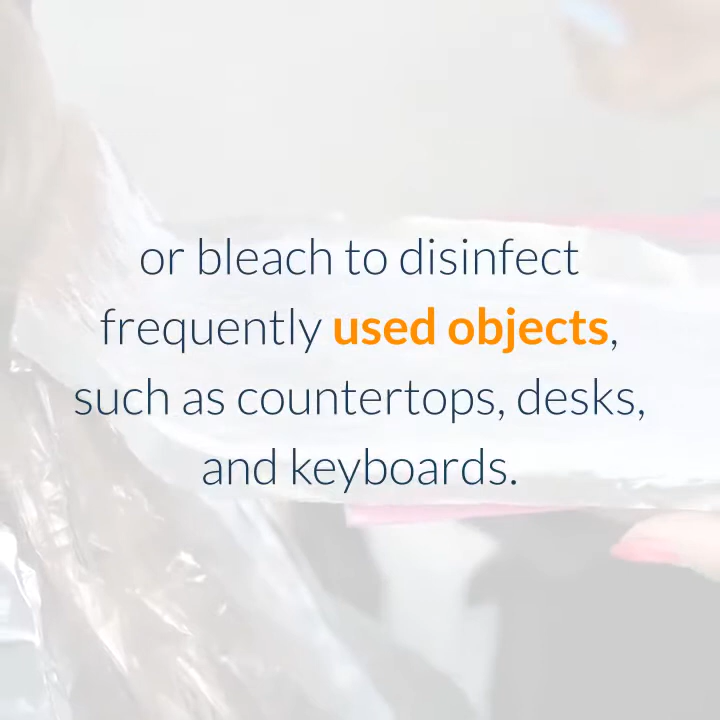 or bleach to disinfect
frequently used objects,
such as countertops, desks,
and keyboards.